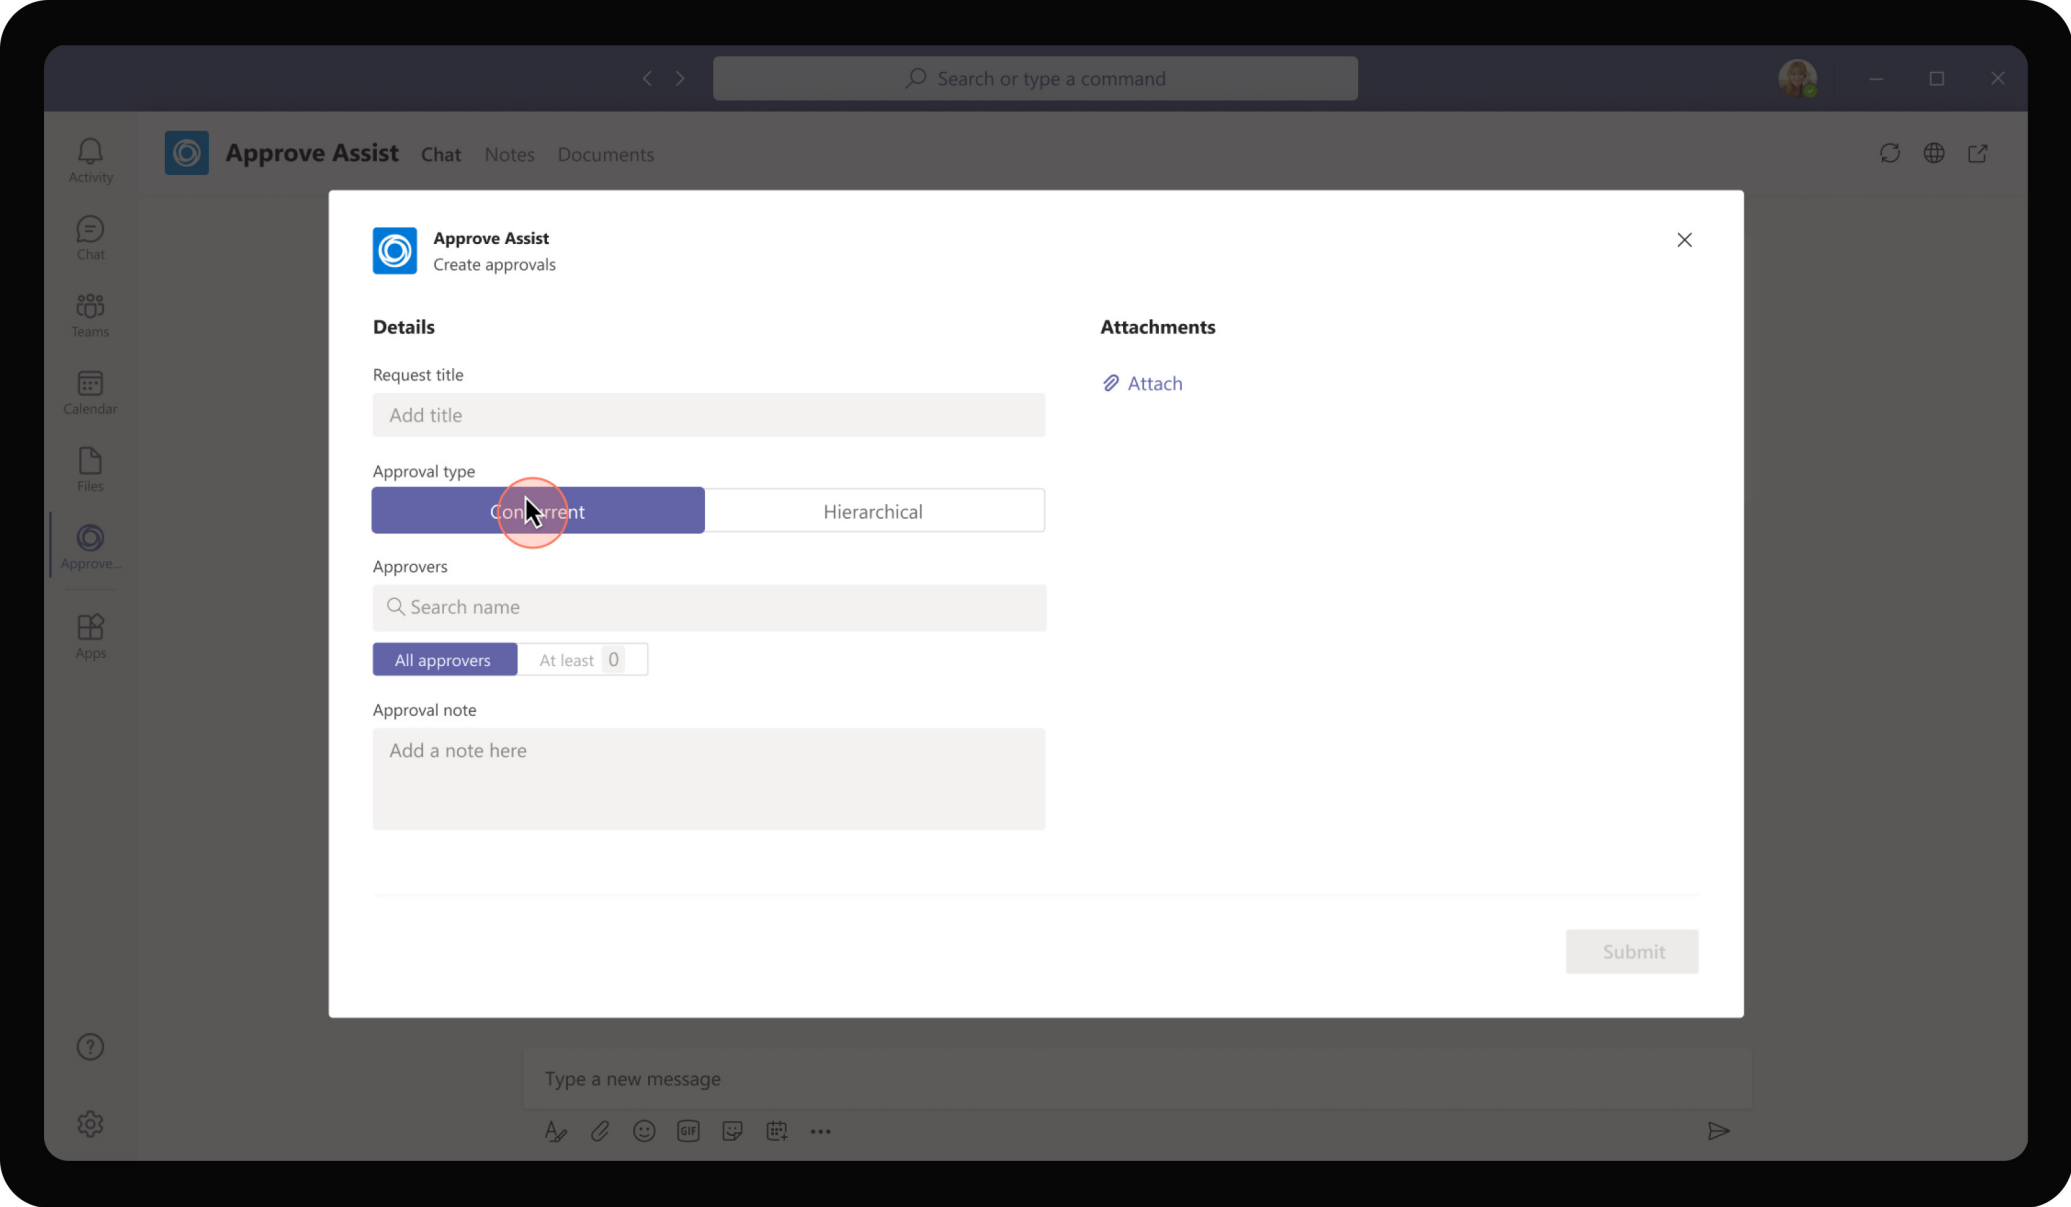 Search or type a command
Approve Assist Chat Notes Documents
Activity
Chat
Teams
Calendar
Files
Approve...
Apps
Approve Assist
Create approvals
Details
Request title
Add title
Approval type
Concurrent Hierarchical
Approvers
Search name
All approvers At least 0
Approval note
Add a note here
Attachments
Attach
Submit
Type a new message
GIF